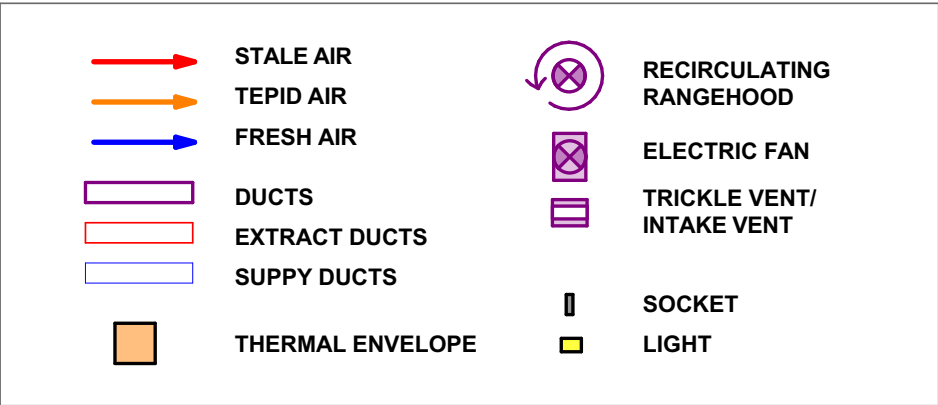 STALE AIR
TEPID AIR
FRESH AIR
DUCTS
EXTRACT DUCTS
SUPPY DUCTS
THERMAL ENVELOPE
RECIRCULATING
RANGEHOOD
ELECTRIC FAN
TRICKLE VENT/
INTAKE VENT
SOCKET
LIGHT